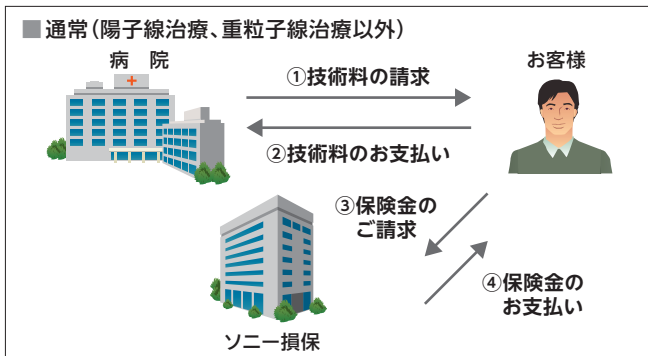 ■通常(陽子線治療、重粒子線治療以外)
病 院
お客様
①技術料の請求
②技術料のお支払い
③保険金の
ご請求
④保険金の
お支払い
ソニー損保